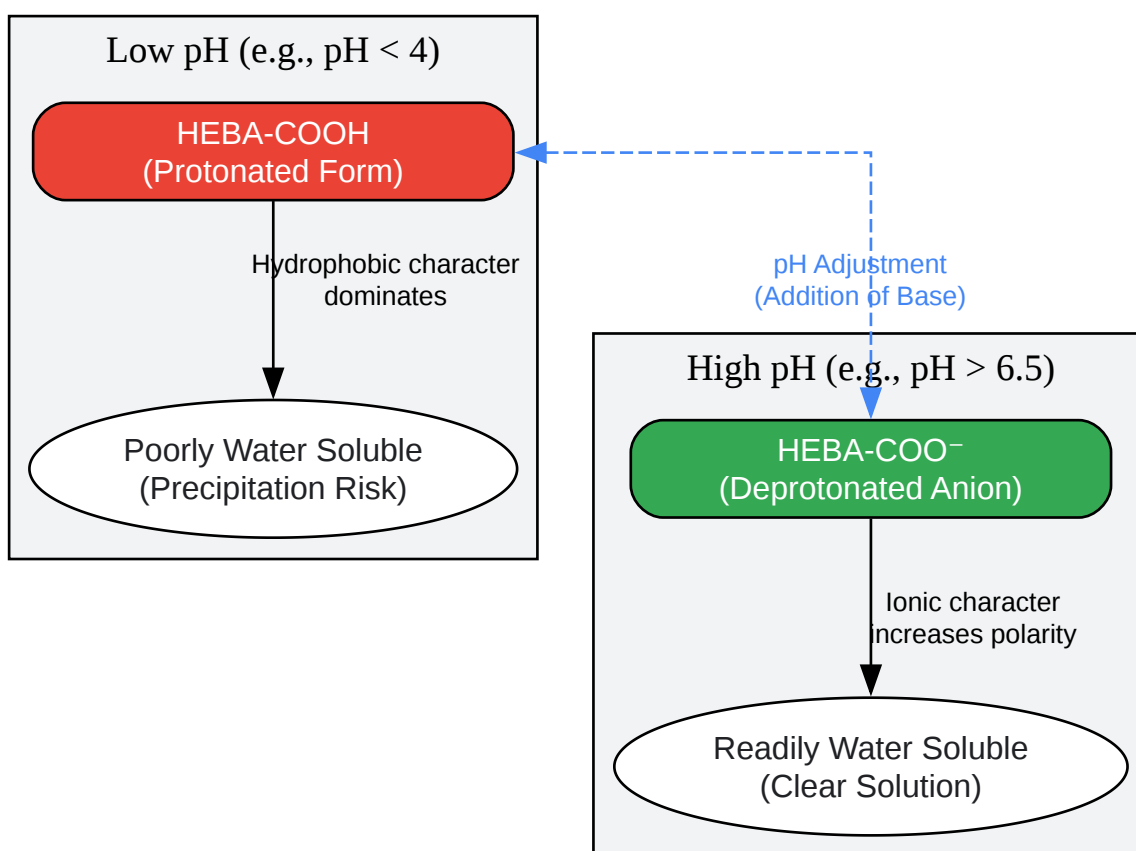 Low pH (e.g., pH < 4)
HEBA-COOH
(Protonated Form)
Hydrophobic character
dominates
Poorly Water Soluble
(Precipitation Risk)
pH Adjustment
(Addition of Base)
High pH (e.g., pH > 6.5)
HEBA-COO⁻
(Deprotonated Anion)
Ionic character
increases polarity
Readily Water Soluble
(Clear Solution)